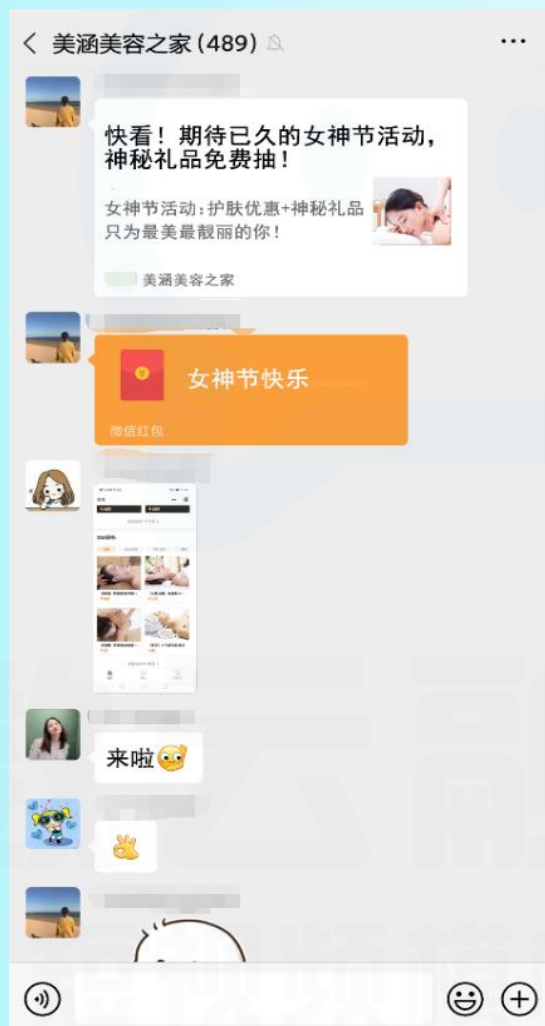 美涵美容之家(489)
快看！期待已久的女神节活动，
神秘礼品免费抽！
女神节活动:护肤优惠+神秘礼品
只为最美最靓丽的你！
美涵美容之家
女神节快乐
微信红包
来啦